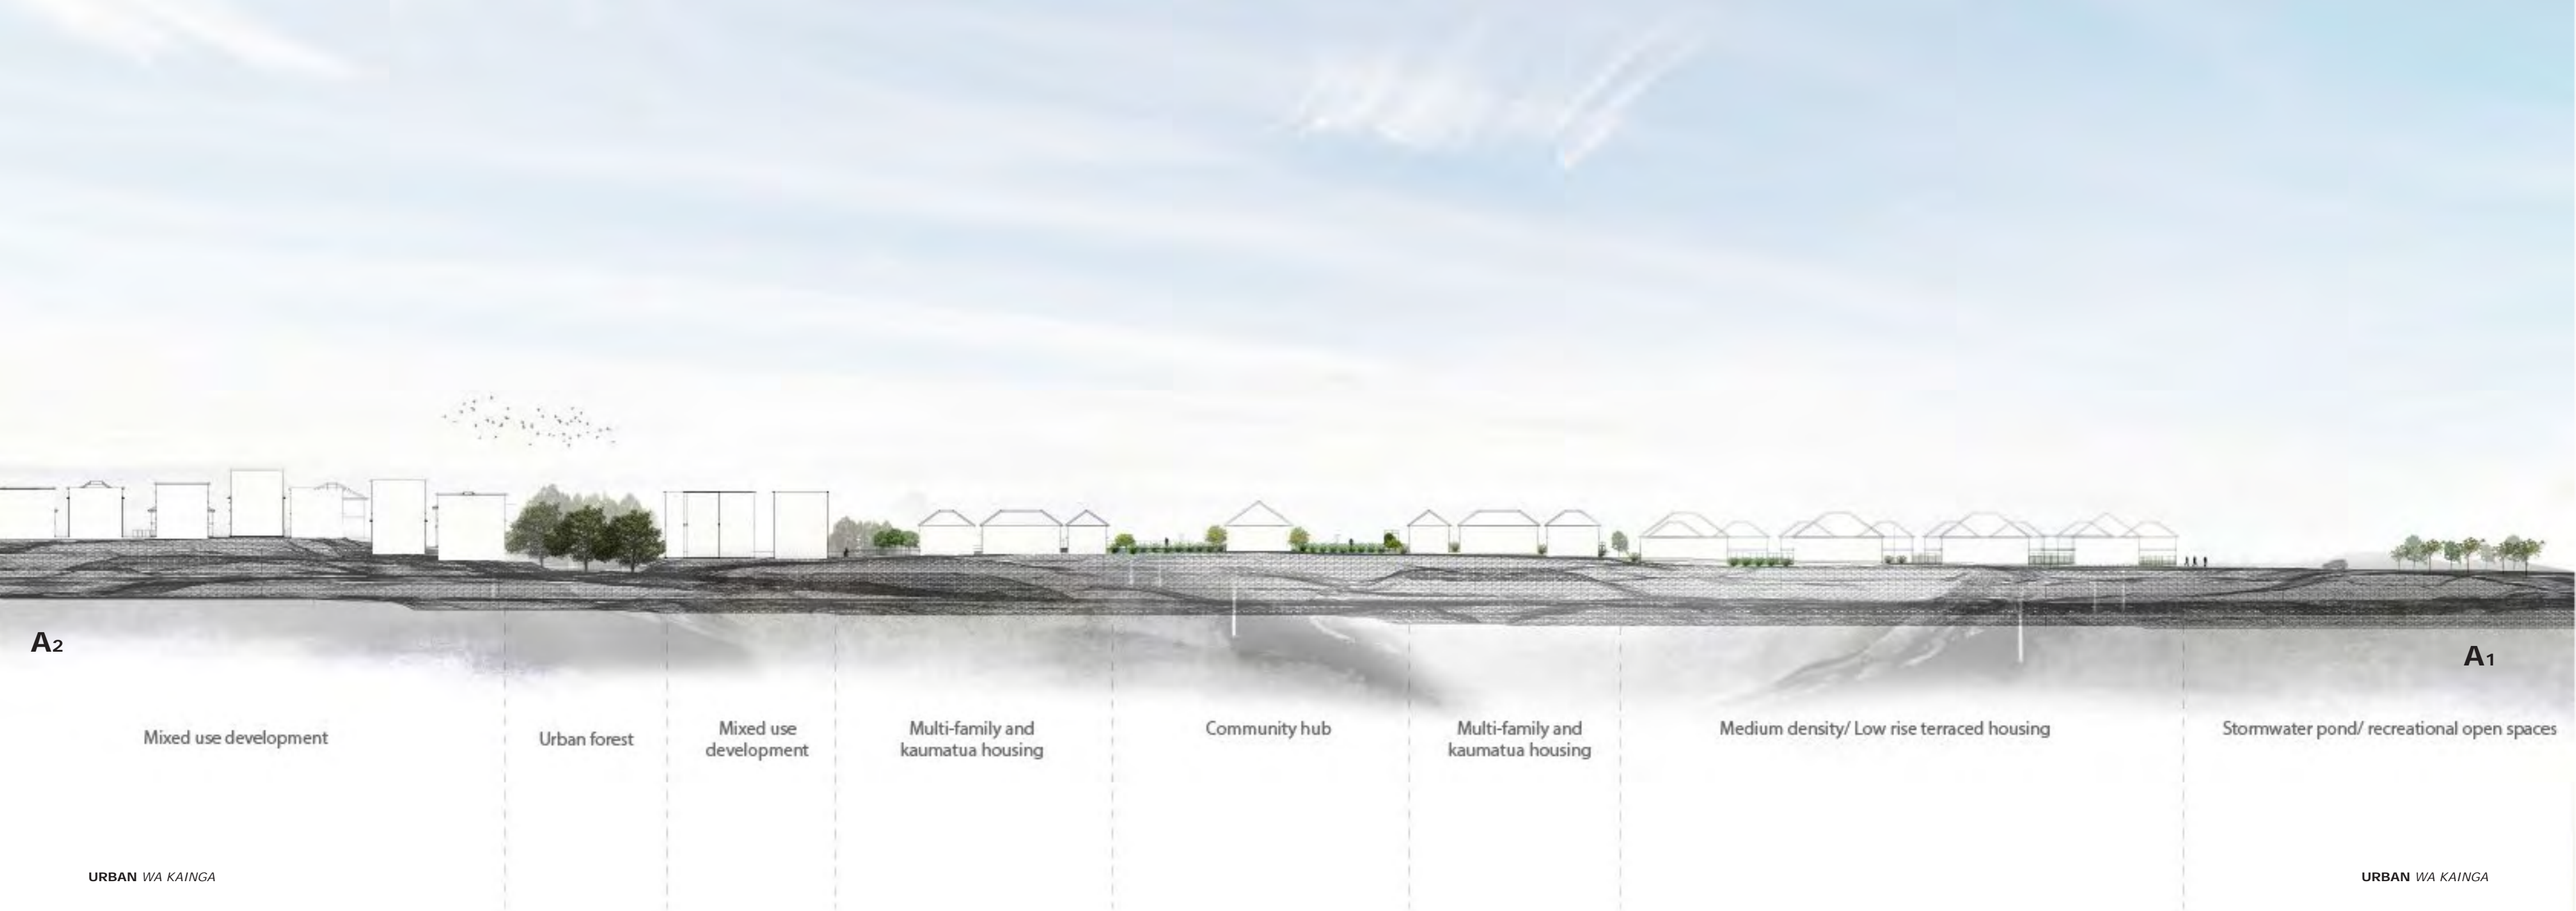 A2
A1
Mixed use development
Urban forest
Mixed use
development
Multi-family and
kaumatua housing
Community hub
Multi-family and
kaumatua housing
Medium density/ Low rise terraced housing
Stormwater pond/ recreational open spaces
URBAN WA KAINGA
URBAN WA KAINGA